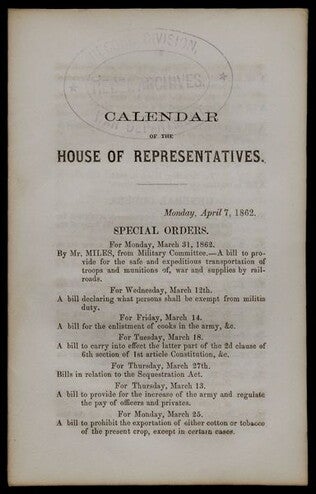 RECORD DIVISION.
REBEL ARCHIVES.
WAR DEPARTMENT
CALENDAR
OF THE
HOUSE OF REPRESENTATIVES.
Monday, April 7, 1862.
SPECIAL ORDERS.
For Monday, March 31, 1862.
By Mr. MILES, from Military Committee.—A bill to pro-
vide for the safe and expeditious transportation of
troops and munitions of, war and supplies by rail-
roads.
For Wednesday, March 12th.
A bill declaring what persons shall be exempt from militia
duty.
For Friday, March 14.
A bill for the enlistment of cooks in the army, &c.
For Tuesday, March 18.
A bill to carry into effect the latter part of the 2d clause of
6th section of 1st article Constitution, &c.
For Thursday, March 27th.
Bills in relation to the Sequestration Act.
For Thursday, March 13.
A bill to provide for the increase of the army and regulate
the pay of officers and privates.
For Monday, March 25.
A bill to prohibit the exportation of either cotton or tobacco
of the present crop, except in certain cases.